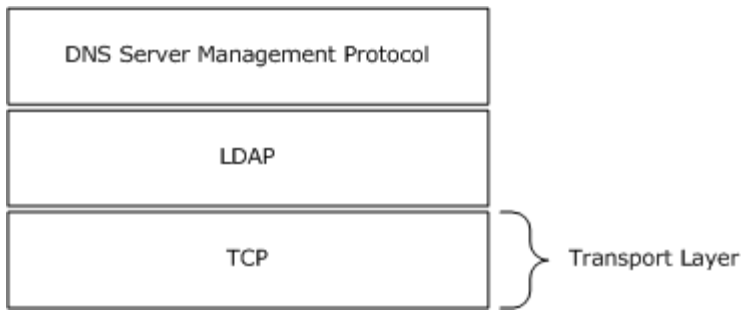 DNS Server Management Protocol
LDAP
TCP
Transport Layer